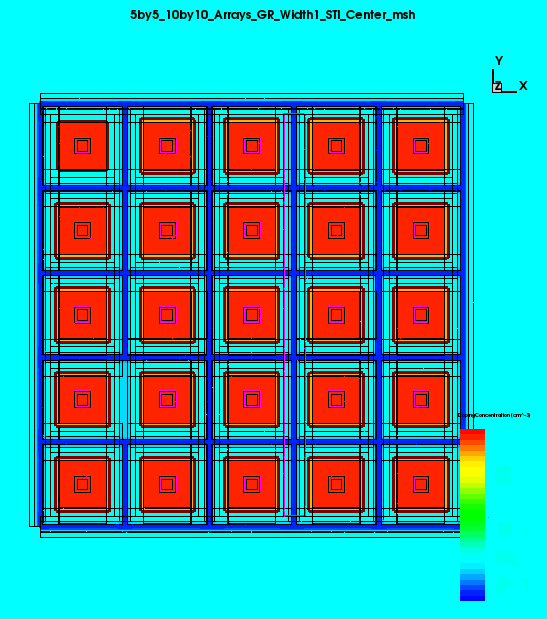 5by5_10by10_Arrays_GR_Width1_STI_Center_msh
Y
Z X
DopingConcentration (cm^-3)